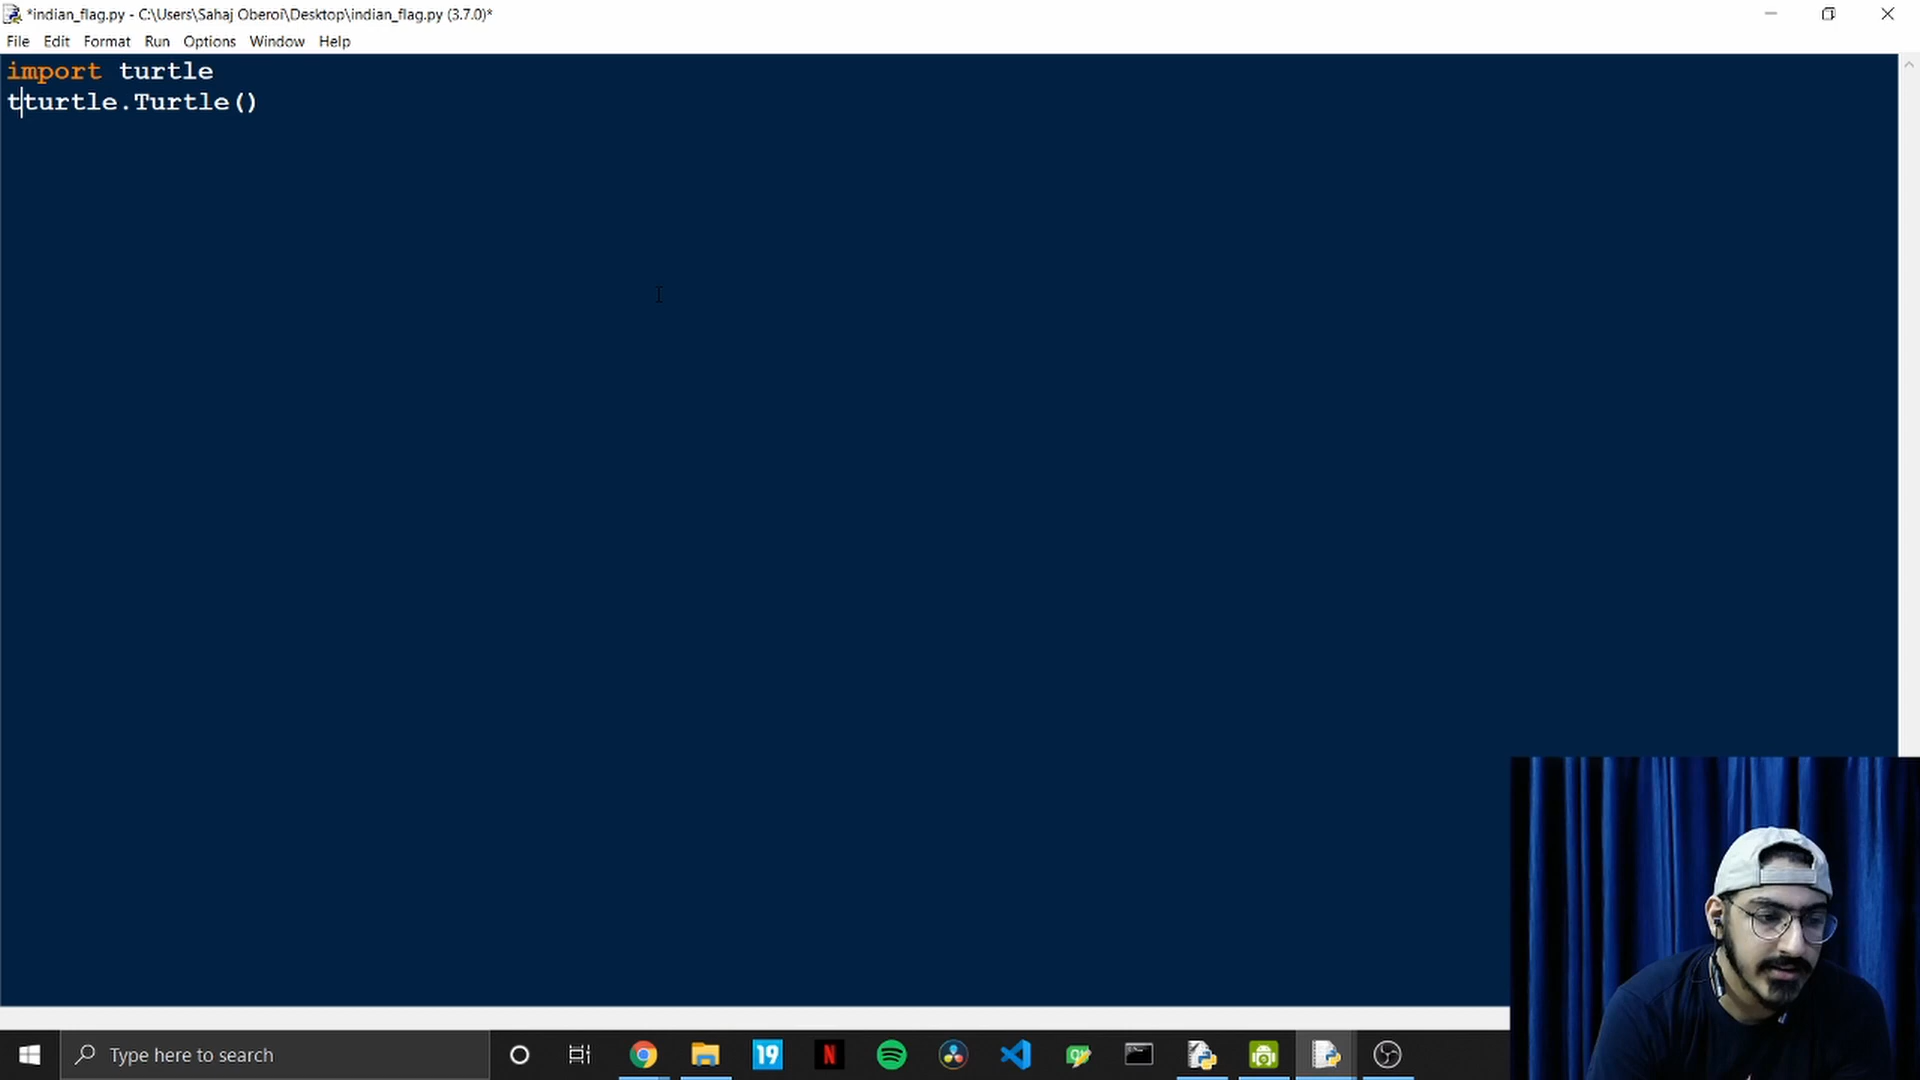 *indian_flag.py - C:\Users\Sahaj Oberoi\Desktop\indian_flag.py (3.7.0)*
File Edit Format Run Options Window Help
import turtle
tturtle.Turtle()
Type here to search
19
N